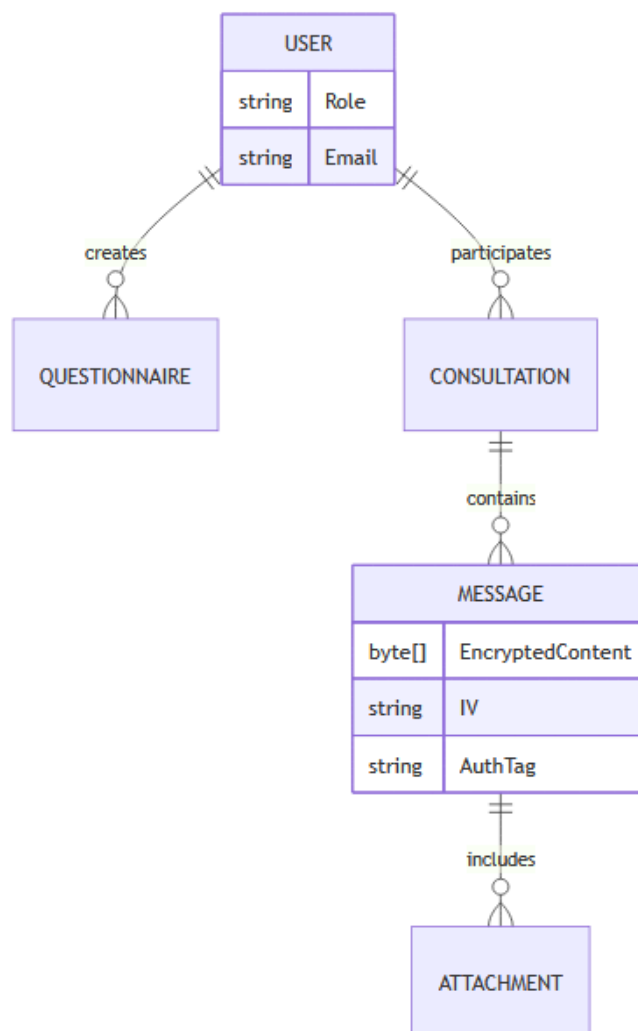 USER
string Role
string Email
creates participates
QUESTIONNAIRE CONSULTATION
contains
MESSAGE
byte[] EncryptedContent
string IV
string AuthTag
includes
ATTACHMENT